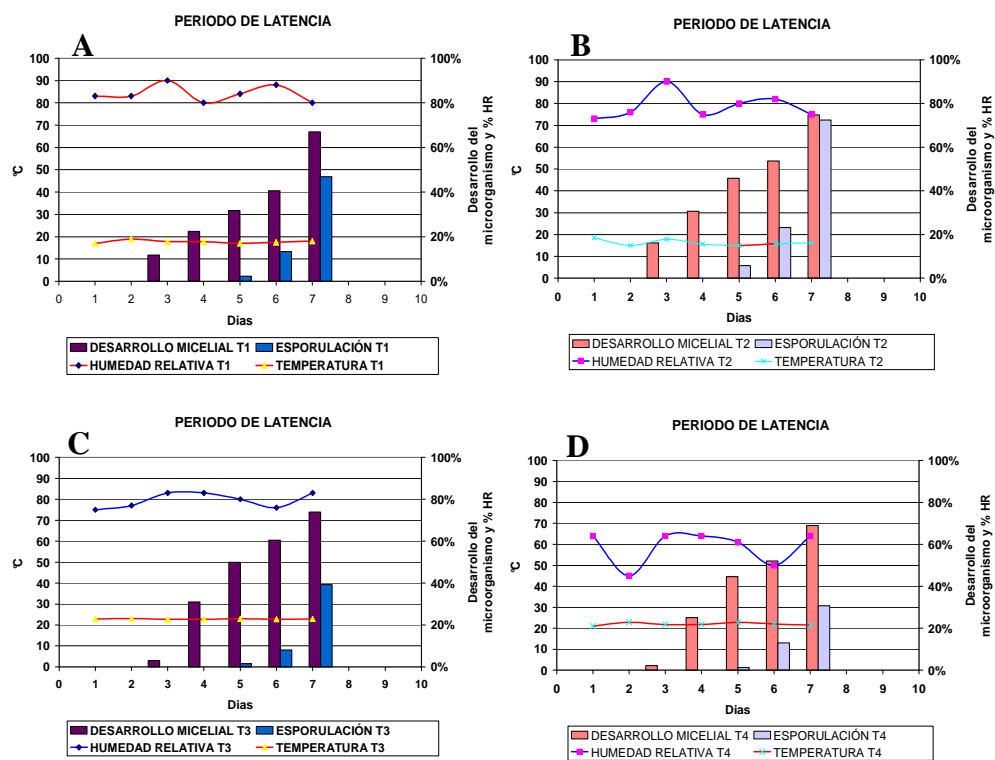 PERIODO DE LATENCIA
A
100
90
80
70
60
50
40
30
20
10
0
°C
100%
80%
60%
40%
20%
0%
Desarrollo del
microorganismo y % HR
0 1 2 3 4 5 6 7 8 9 10
Dias
DESARROLLO MICELIAL T1 ESPORULACIÓN T1
HUMEDAD RELATIVA T1 TEMPERATURA T1
PERIODO DE LATENCIA
B
100
90
80
70
60
50
40
30
20
10
0
°C
100%
80%
60%
40%
20%
0%
Desarrollo del
microorganismo y % HR
0 1 2 3 4 5 6 7 8 9 10
Dias
DESARROLLO MICELIAL T2 ESPORULACIÓN T2
HUMEDAD RELATIVA T2 TEMPERATURA T2
PERIODO DE LATENCIA
C
100
90
80
70
60
50
40
30
20
10
0
°C
100%
80%
60%
40%
20%
0%
Desarrollo del
microorganismo y % HR
0 1 2 3 4 5 6 7 8 9 10
Dias
DESARROLLO MICELIAL T3 ESPORULACIÓN T3
HUMEDAD RELATIVA T3 TEMPERATURA T3
PERIODO DE LATENCIA
D
100
90
80
70
60
50
40
30
20
10
0
°C
100%
80%
60%
40%
20%
0%
Desarrollo del
microorganismo y % HR
0 1 2 3 4 5 6 7 8 9 10
Dias
DESARROLLO MICELIAL T4 ESPORULACIÓN T4
HUMEDAD RELATIVA T4 TEMPERATURA T4